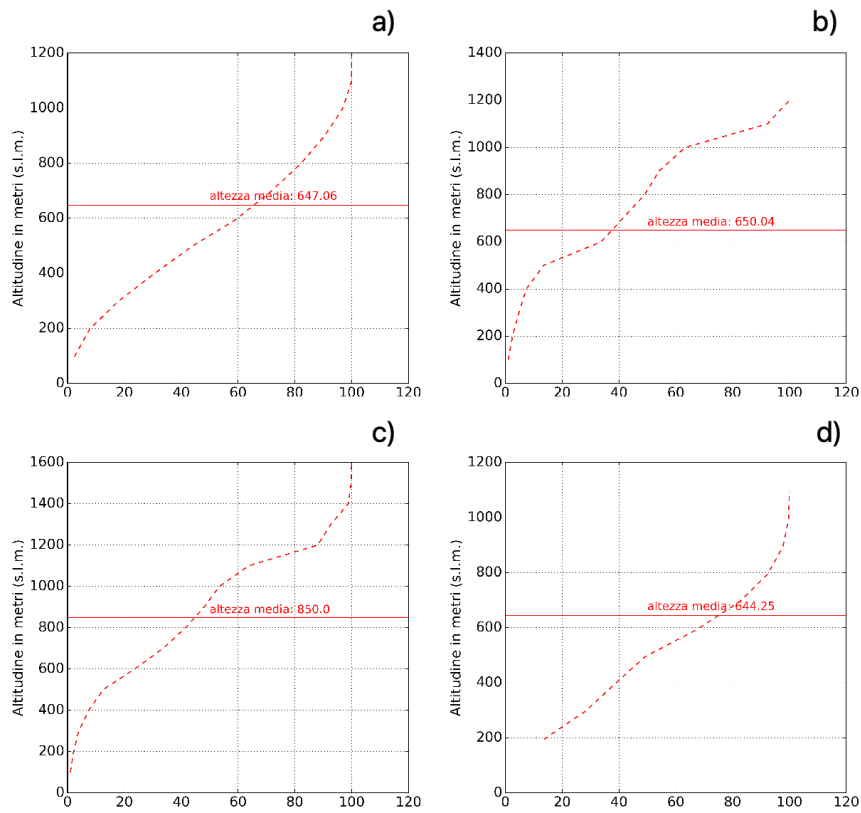 a)
1200
1000
800
600
400
200
0
Altitudine in metri (s.l.m.)
altezza media: 647.06
0 20 40 60 80 100 120
b)
1400
1200
1000
800
600
400
200
0
Altitudine in metri (s.l.m.)
altezza media: 650.04
0 20 40 60 80 100 120
c)
1600
1400
1200
1000
800
600
400
200
0
Altitudine in metri (s.l.m.)
altezza media: 850.0
0 20 40 60 80 100 120
d)
1200
1000
800
600
400
200
0
Altitudine in metri (s.l.m.)
altezza media: 644.25
0 20 40 60 80 100 120